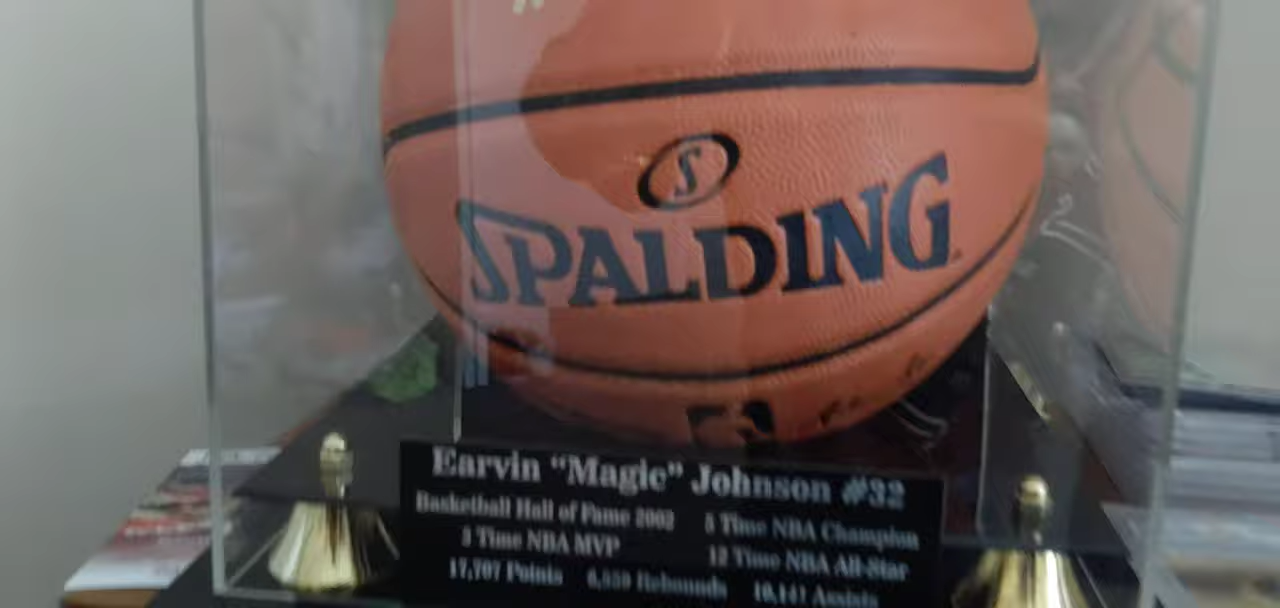 S
SPALDING
Earvin "Magic" Johnson #32
Basketball Hall of Fame 2002 5 Time NBA Champion
3 Time NBA MVP 12 Time NBA All-Star
17,707 Points 6,559 Rebounds 10,141 Assists